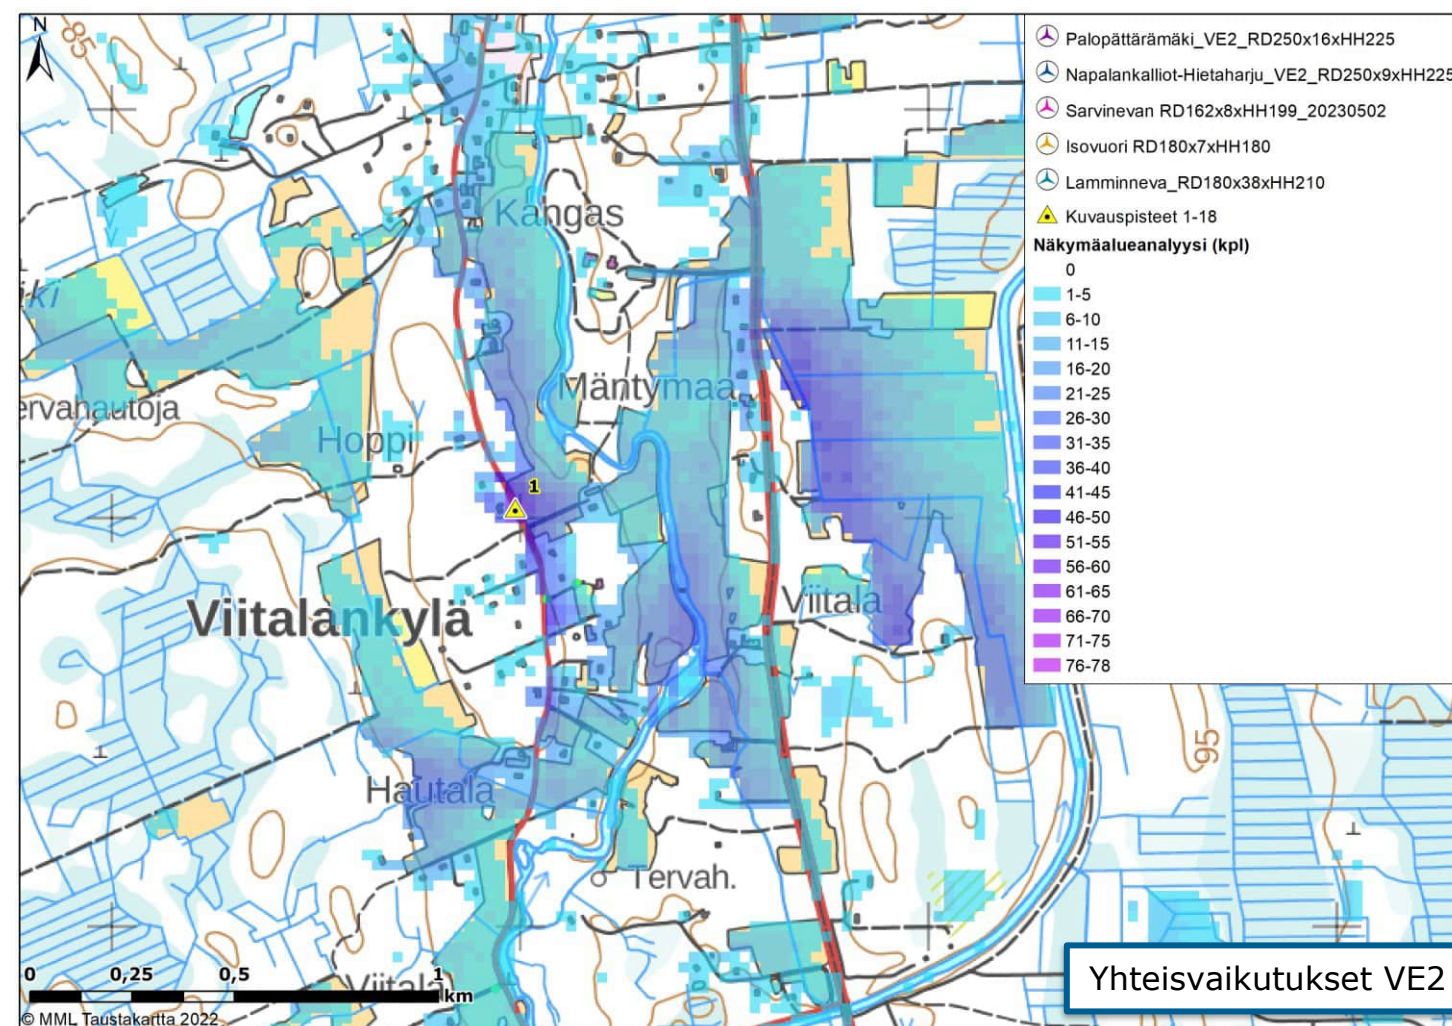 N
85
Palopättärämäki_VE2_RD250x16xHH225
Napalankalliot-Hietaharju_VE2_RD250x9xHH225
Sarvinevan RD162x8xHH199_20230502
Isovuori RD180x7xHH180
Lamminneva_RD180x38xHH210
Kuvauspisteet 1-18
Näkymäalueanalyysi (kpl)
0
1-5
6-10
11-15
16-20
21-25
26-30
31-35
36-40
41-45
46-50
51-55
56-60
61-65
66-70
71-75
76-78
Kangas
iki
Mäntymaa
ervahautoja
Hoppi
1
Viitala
Viitalankylä
95
Hautala
Tervah.
Viitala
0 0,25 0,5 1
km
© MML Taustakartta 2022
Yhteisvaikutukset VE2